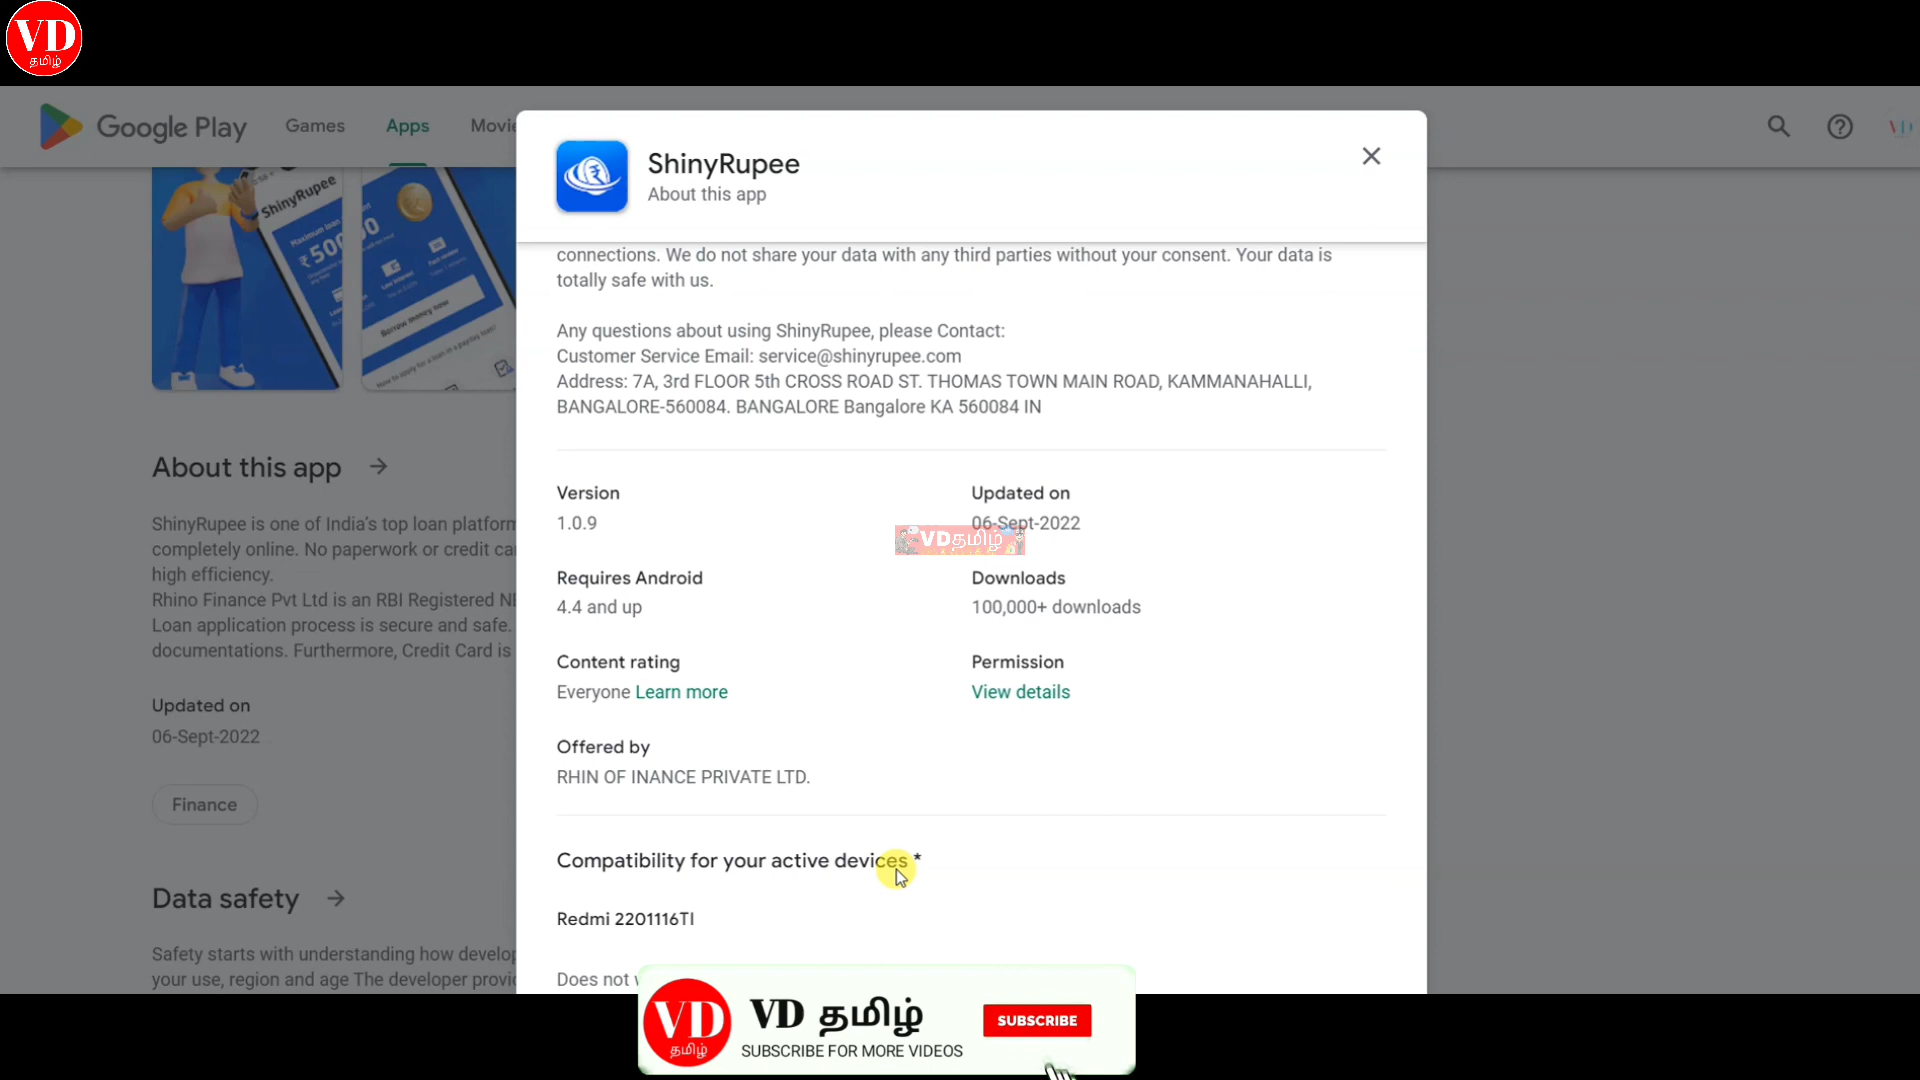 VD
தமிழ்
Google Play
Games
Apps
ShinyRupee
About this app
ShinyRupee
Borrow money now
connections. We do not share your data with any third parties without your consent. Your data is
totally safe with us.
Any questions about using ShinyRupee, please Contact:
Customer Service Email: service@shinyrupee.com
Address: 7A, 3rd FLOOR 5th CROSS ROAD ST. THOMAS TOWN MAIN ROAD, KAMMANAHALLI,
BANGALORE-560084. BANGALORE Bangalore KA 560084 IN
About this app
ShinyRupee is one of India's top loan
completely online. No paperwork or credit
high efficiency.
Rhino Finance Pvt Ltd is an RBI Registered
Loan application process is secure and safe.
documentations. Furthermore, Credit Card is
Updated on
06-Sept-2022
Finance
Data safety
Safety starts with understanding how
your use, region and age The developer
Version
1.0.9
Updated on
06-Sept-2022
VDதமிழ்
Requires Android
4.4 and up
Downloads
100,000+ downloads
Content rating
Everyone Learn more
Permission
View details
Offered by
RHIN OF INANCE PRIVATE LTD.
Compatibility for your active devices *
Redmi 2201116TI
Does not
VD
தமிழ்
VD தமிழ்
SUBSCRIBE FOR MORE VIDEOS
SUBSCRIBE